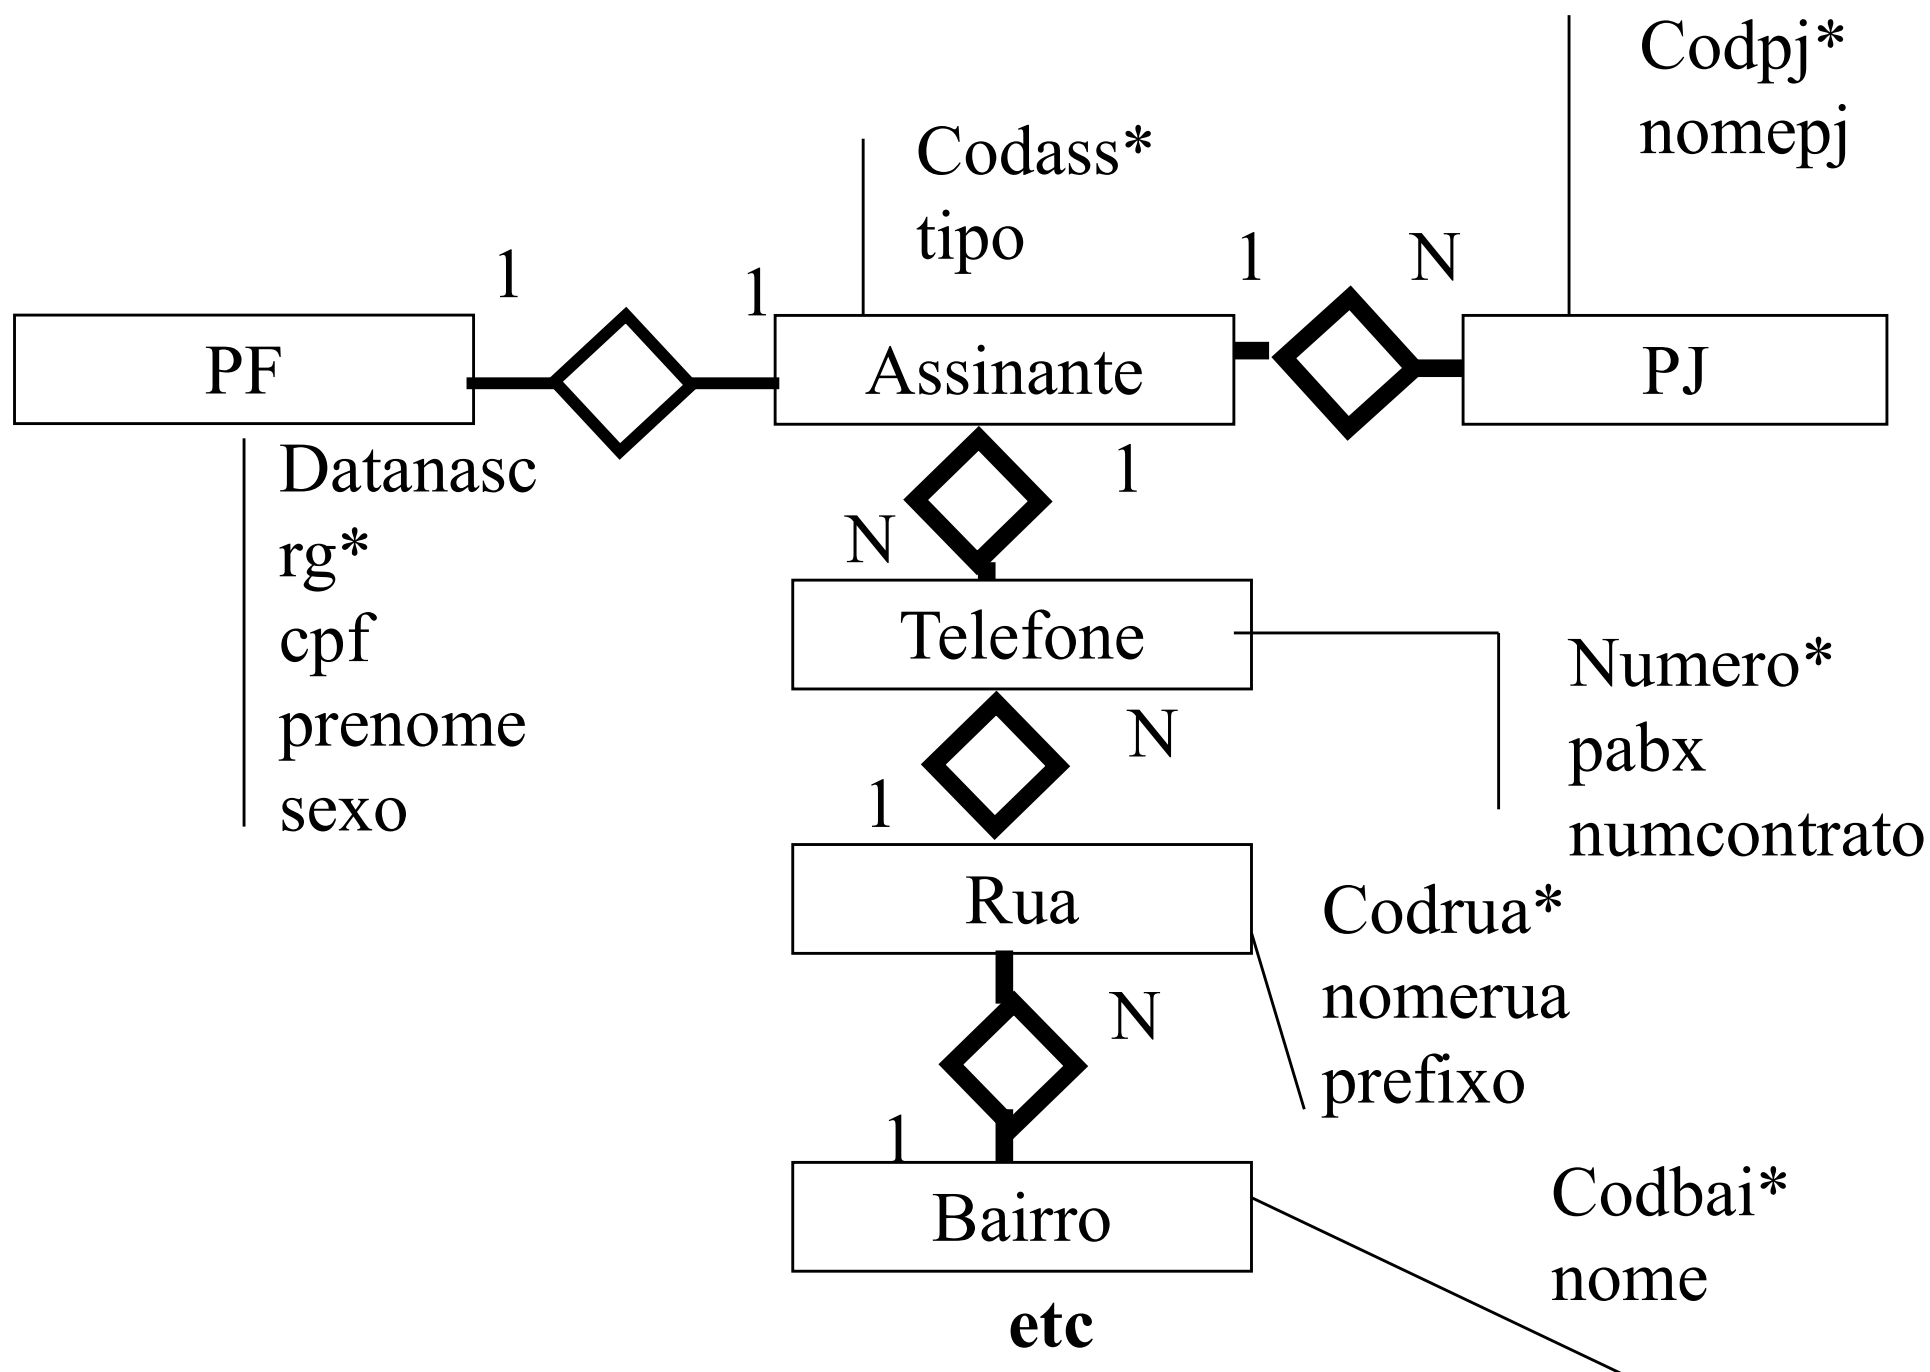 Codpj*
nomepj
Codass*
tipo
1
N
1
1
PF
Assinante
PJ
Datanasc
rg*
cpf
prenome
sexo
1
N
Telefone
Numero*
pabx
numcontrato
N
1
Rua
Codrua*
nomerua
prefixo
N
1
Bairro
Codbai*
nome
etc